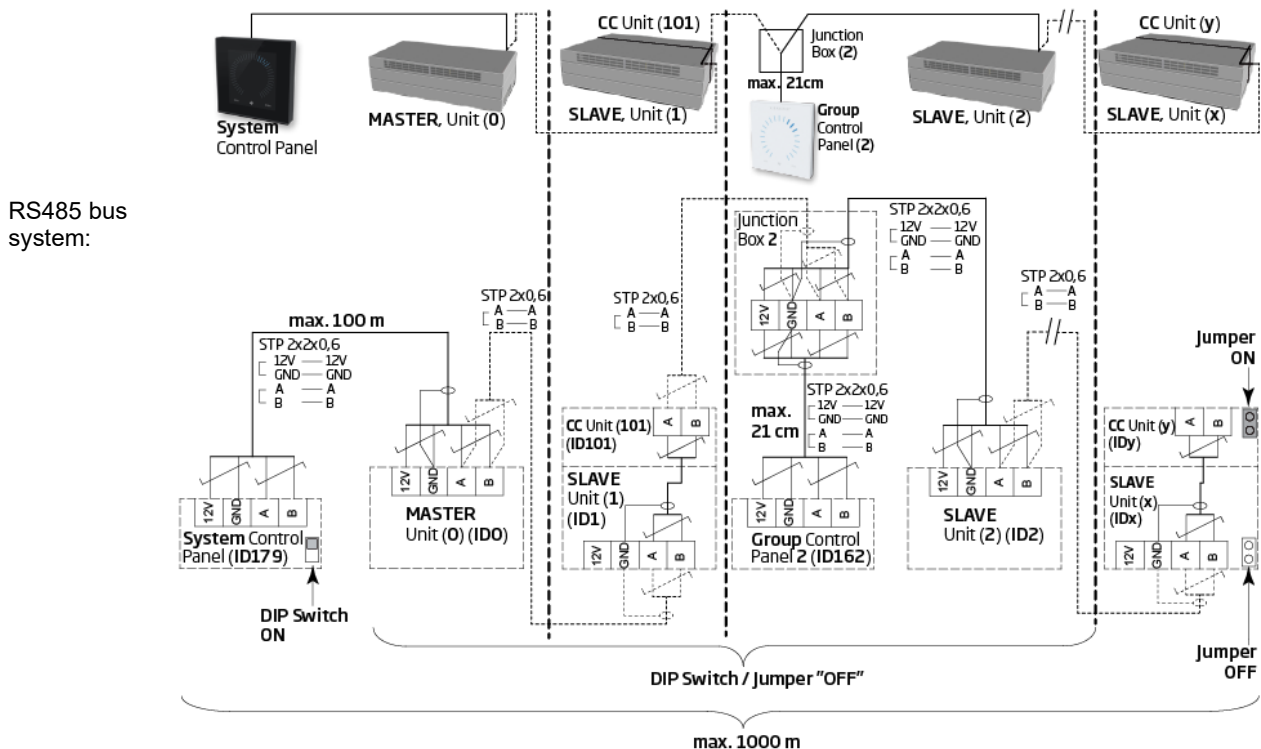 CC Unit (101)
CC Unit (y)
Junction
Box (2)
max. 21cm
System
Control Panel
MASTER, Unit (0)
SLAVE, Unit (1)
Group
Control
Panel (2)
SLAVE, Unit (2)
SLAVE, Unit (x)
RS485 bus
system:
Junction
Box 2
STP 2x2x0,6
12V — 12V
GND — GND
A — A
B — B
STP 2x0,6
A — A
B — B
STP 2x0,6
A — A
B — B
STP 2x0,6
A — A
B — B
max. 100 m
STP 2x2x0,6
12V — 12V
GND — GND
A — A
B — B
12V GND A B
Jumper
ON
max.
21 cm
STP 2x2x0,6
12V — 12V
GND — GND
A — A
B — B
CC Unit (101)
(ID101)
A B
CC Unit (y)
(IDy)
A B
12V GND A B
MASTER
Unit (0) (ID0)
SLAVE
Unit (1)
(ID1)
12V GND A B
12V GND A B
System Control
Panel (ID179)
12V GND A B
Group Control
Panel 2 (ID162)
12V GND A B
SLAVE
Unit (2) (ID2)
SLAVE
Unit (x)
(IDx)
12V GND A B
DIP Switch
ON
Jumper
OFF
DIP Switch / Jumper "OFF"
max. 1000 m